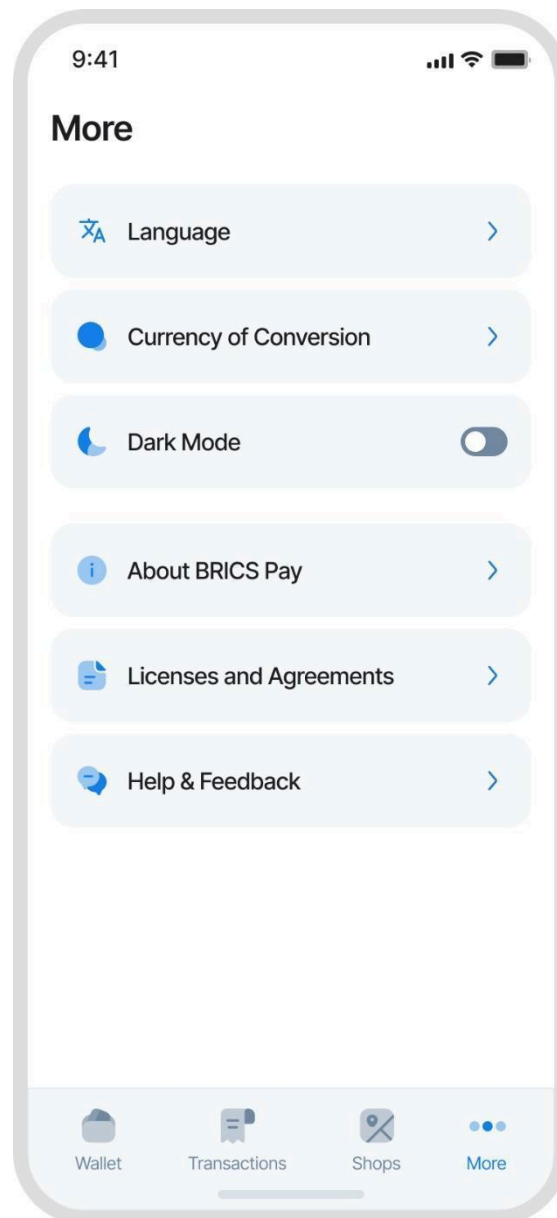 9:41
More
Language
Currency of Conversion
Dark Mode
About BRICS Pay
Licenses and Agreements
Help & Feedback
Wallet
Transactions
Shops
More